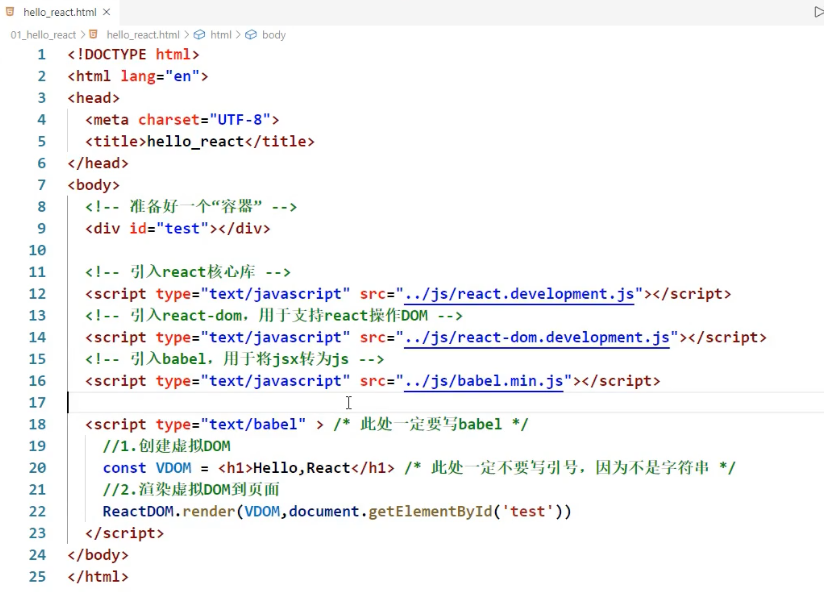 hello_react.html ×
01_hello_react > hello_react.html > html > body
1 <!DOCTYPE html>
2 <html lang="en">
3 <head>
4 <meta charset="UTF-8">
5 <title>hello_react</title>
6 </head>
7 <body>
8 <!-- 准备好一个“容器” -->
9 <div id="test"></div>
10
11 <!-- 引入react核心库 -->
12 <script type="text/javascript" src="../js/react.development.js"></script>
13 <!-- 引入react-dom，用于支持react操作DOM -->
14 <script type="text/javascript" src="../js/react-dom.development.js"></script>
15 <!-- 引入babel，用于将jsx转为js -->
16 <script type="text/javascript" src="../js/babel.min.js"></script>
17
18 <script type="text/babel" > /* 此处一定要写babel */
19 //1.创建虚拟DOM
20 const VDOM = <h1>Hello,React</h1> /* 此处一定不要写引号，因为不是字符串 */
21 //2.渲染虚拟DOM到页面
22 ReactDOM.render(VDOM,document.getElementById('test'))
23 </script>
24 </body>
25 </html>